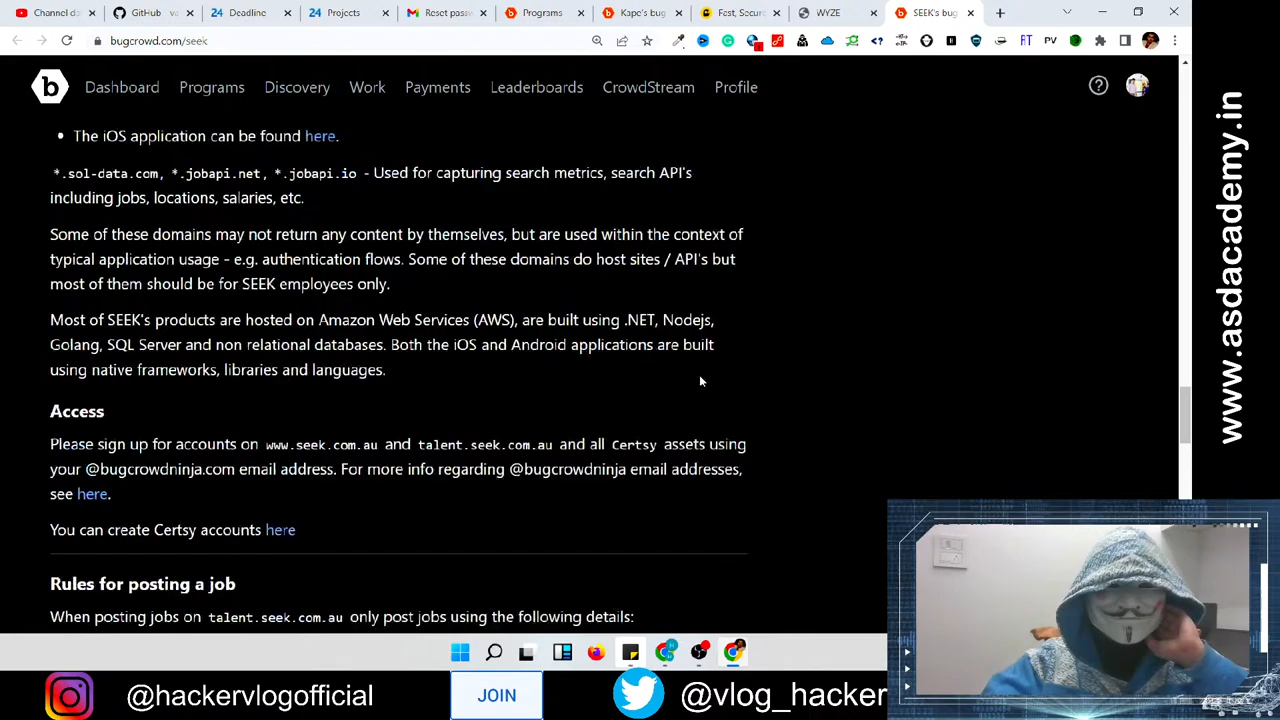 Channel da
GitHub - va
24 Deadline
24 Projects
Reset passw
Programs
Kape's bug
Fast, Secur
WYZE
SEEK's bug
bugcrowd.com/seek
b Dashboard Programs Discovery Work Payments Leaderboards CrowdStream Profile
• The iOS application can be found here.
*.sol-data.com, *.jobapi.net, *.jobapi.io - Used for capturing search metrics, search API's
including jobs, locations, salaries, etc.
Some of these domains may not return any content by themselves, but are used within the context of
typical application usage - e.g. authentication flows. Some of these domains do host sites / API's but
most of them should be for SEEK employees only.
Most of SEEK's products are hosted on Amazon Web Services (AWS), are built using .NET, Nodejs,
Golang, SQL Server and non relational databases. Both the iOS and Android applications are built
using native frameworks, libraries and languages.
Access
Please sign up for accounts on www.seek.com.au and talent.seek.com.au and all Certsy assets using
your @bugcrowdninja.com email address. For more info regarding @bugcrowdninja email addresses,
see here.
You can create Certsy accounts here
Rules for posting a job
When posting jobs on talent.seek.com.au only post jobs using the following details:
@hackervlogofficial
JOIN
@vlog_hacker
www.asdacademy.in